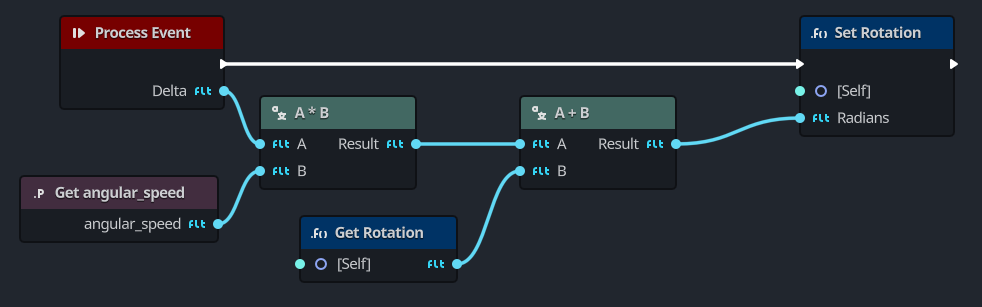 Process Event
Delta Flt
A * B
Flt A Result Flt
Flt B
.P Get angular_speed
angular_speed Flt
.f() Get Rotation
[Self] Flt
A + B
Flt A Result Flt
Flt B
.f() Set Rotation
[Self]
Flt Radians